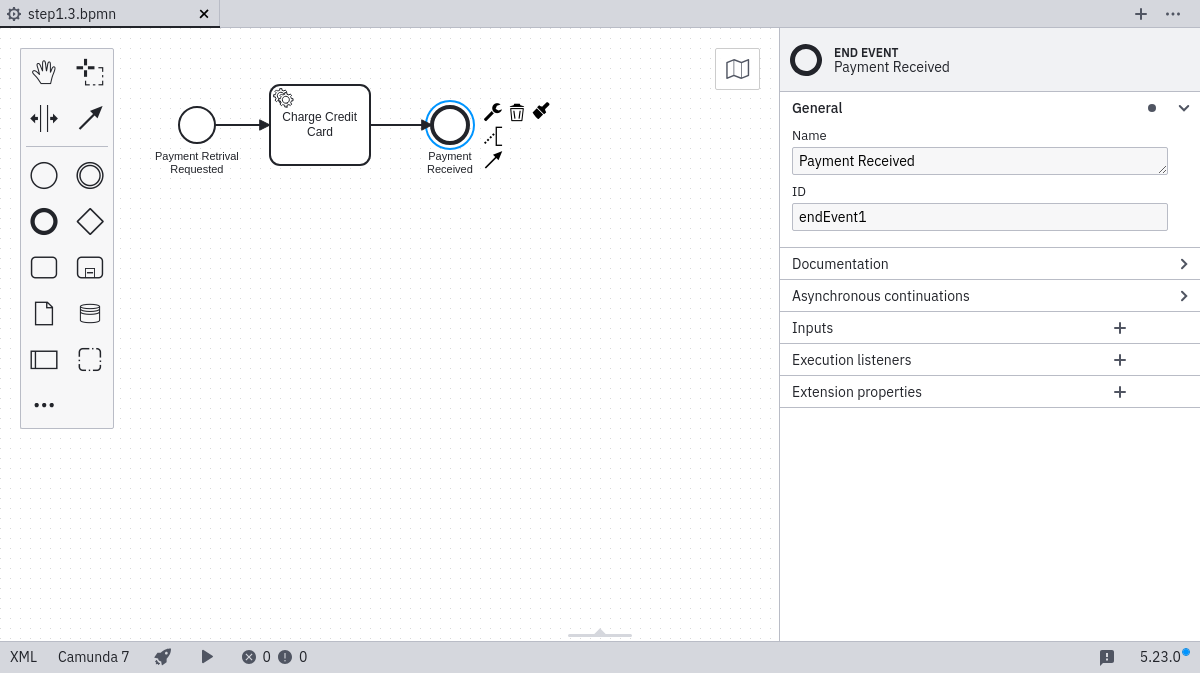 step1.3.bpmn
Payment Retrival
Requested
Charge Credit
Card
Payment
Received
END EVENT
Payment Received
General
Name
Payment Received
ID
endEvent1
Documentation
Asynchronous continuations
Inputs
Execution listeners
Extension properties
XML Camunda 7 0 0 5.23.0